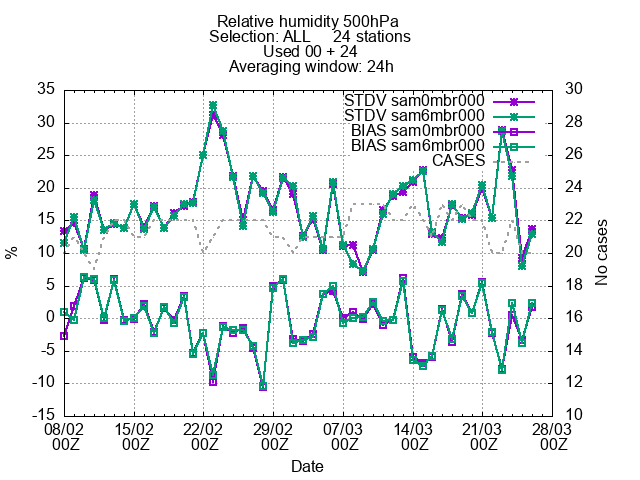 Relative humidity 500hPa
Selection: ALL     24 stations
Used 00 + 24
Averaging window: 24h
STDV sam0mbr000
STDV sam6mbr000
BIAS sam0mbr000
BIAS sam6mbr000
CASES
35
30
25
20
15
10
5
0
-5
-10
-15
%
30
28
26
24
22
20
18
16
14
12
10
No cases
08/02 15/02 22/02 29/02 07/03 14/03 21/03 28/03
00Z 00Z 00Z 00Z 00Z 00Z 00Z 00Z
Date